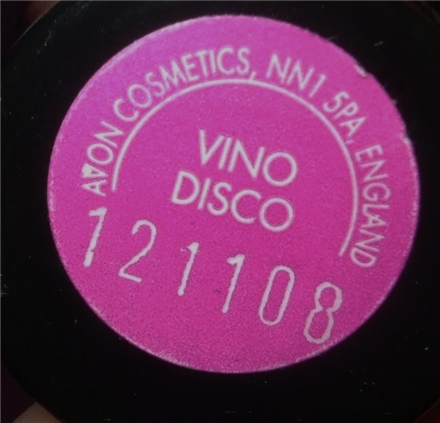 AVON COSMETICS, NN1 5PA, ENGLAND
VINO
DISCO
121108